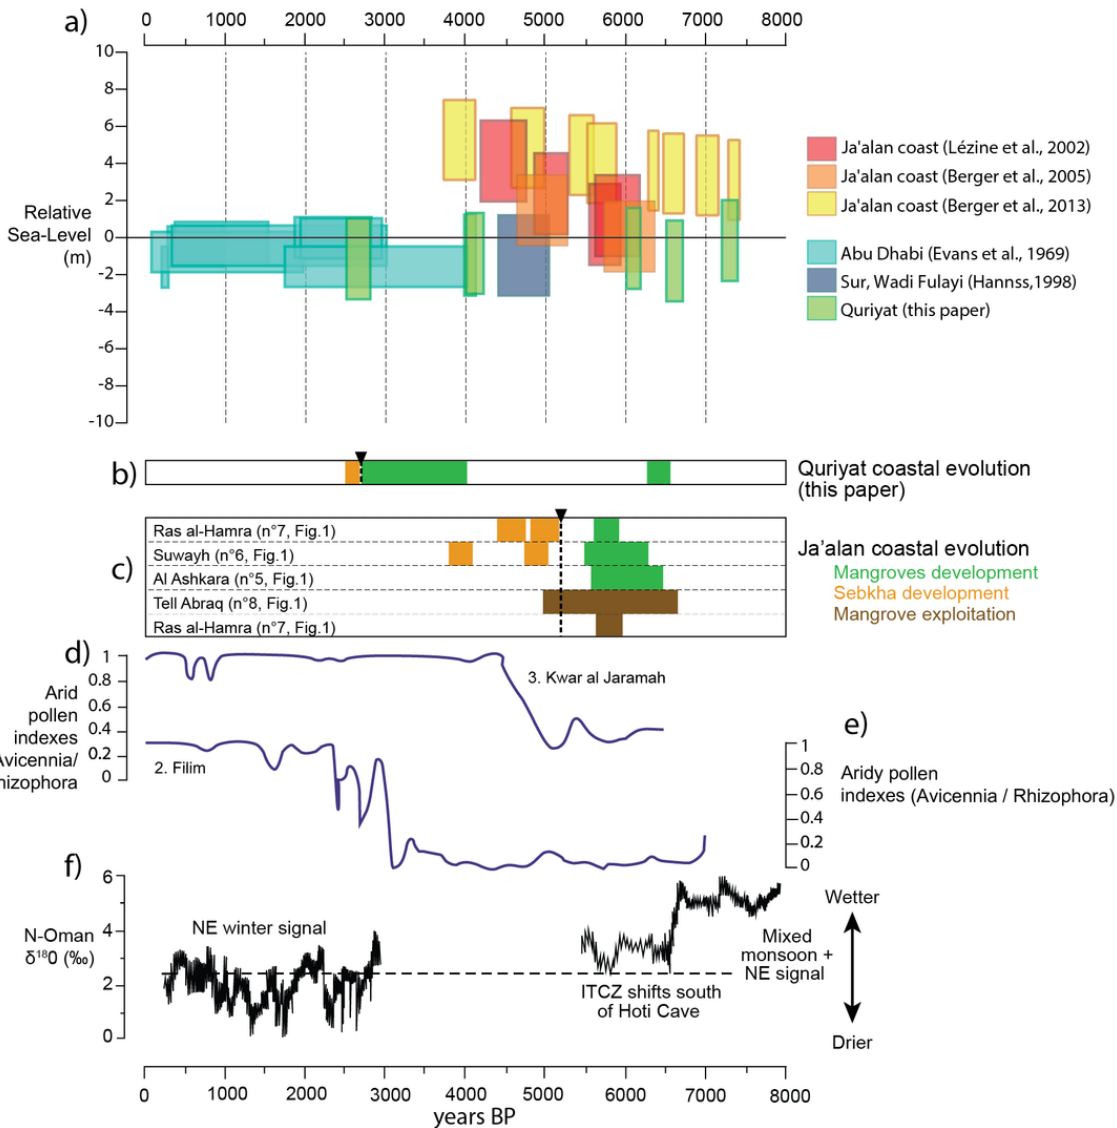 a)
0 1000 2000 3000 4000 5000 6000 7000 8000
10
8
6
4
2
0
-2
-4
-6
-8
-10
Relative
Sea-Level
(m)
Ja'alan coast (Lézine et al., 2002)
Ja'alan coast (Berger et al., 2005)
Ja'alan coast (Berger et al., 2013)
Abu Dhabi (Evans et al., 1969)
Sur, Wadi Fulayi (Hannss,1998)
Quriyat (this paper)
b)
Quriyat coastal evolution
(this paper)
c)
Ras al-Hamra (n°7, Fig.1)
Suwayh (n°6, Fig.1)
Al Ashkara (n°5, Fig.1)
Tell Abraq (n°8, Fig.1)
Ras al-Hamra (n°7, Fig.1)
Ja'alan coastal evolution
Mangroves development
Sebkha development
Mangrove exploitation
d)
1
0.8
0.6
0.4
0.2
0
Arid
pollen
indexes
Avicennia/
hizophora
3. Kwar al Jaramah
2. Filim
e)
1
0.8
0.6
0.4
0.2
0
Aridy pollen
indexes (Avicennia / Rhizophora)
f)
6
4
2
0
N-Oman
δ¹⁸0 (‰)
NE winter signal
ITCZ shifts south
of Hoti Cave
Mixed
monsoon +
NE signal
Wetter
Drier
0 1000 2000 3000 4000 5000 6000 7000 8000
years BP